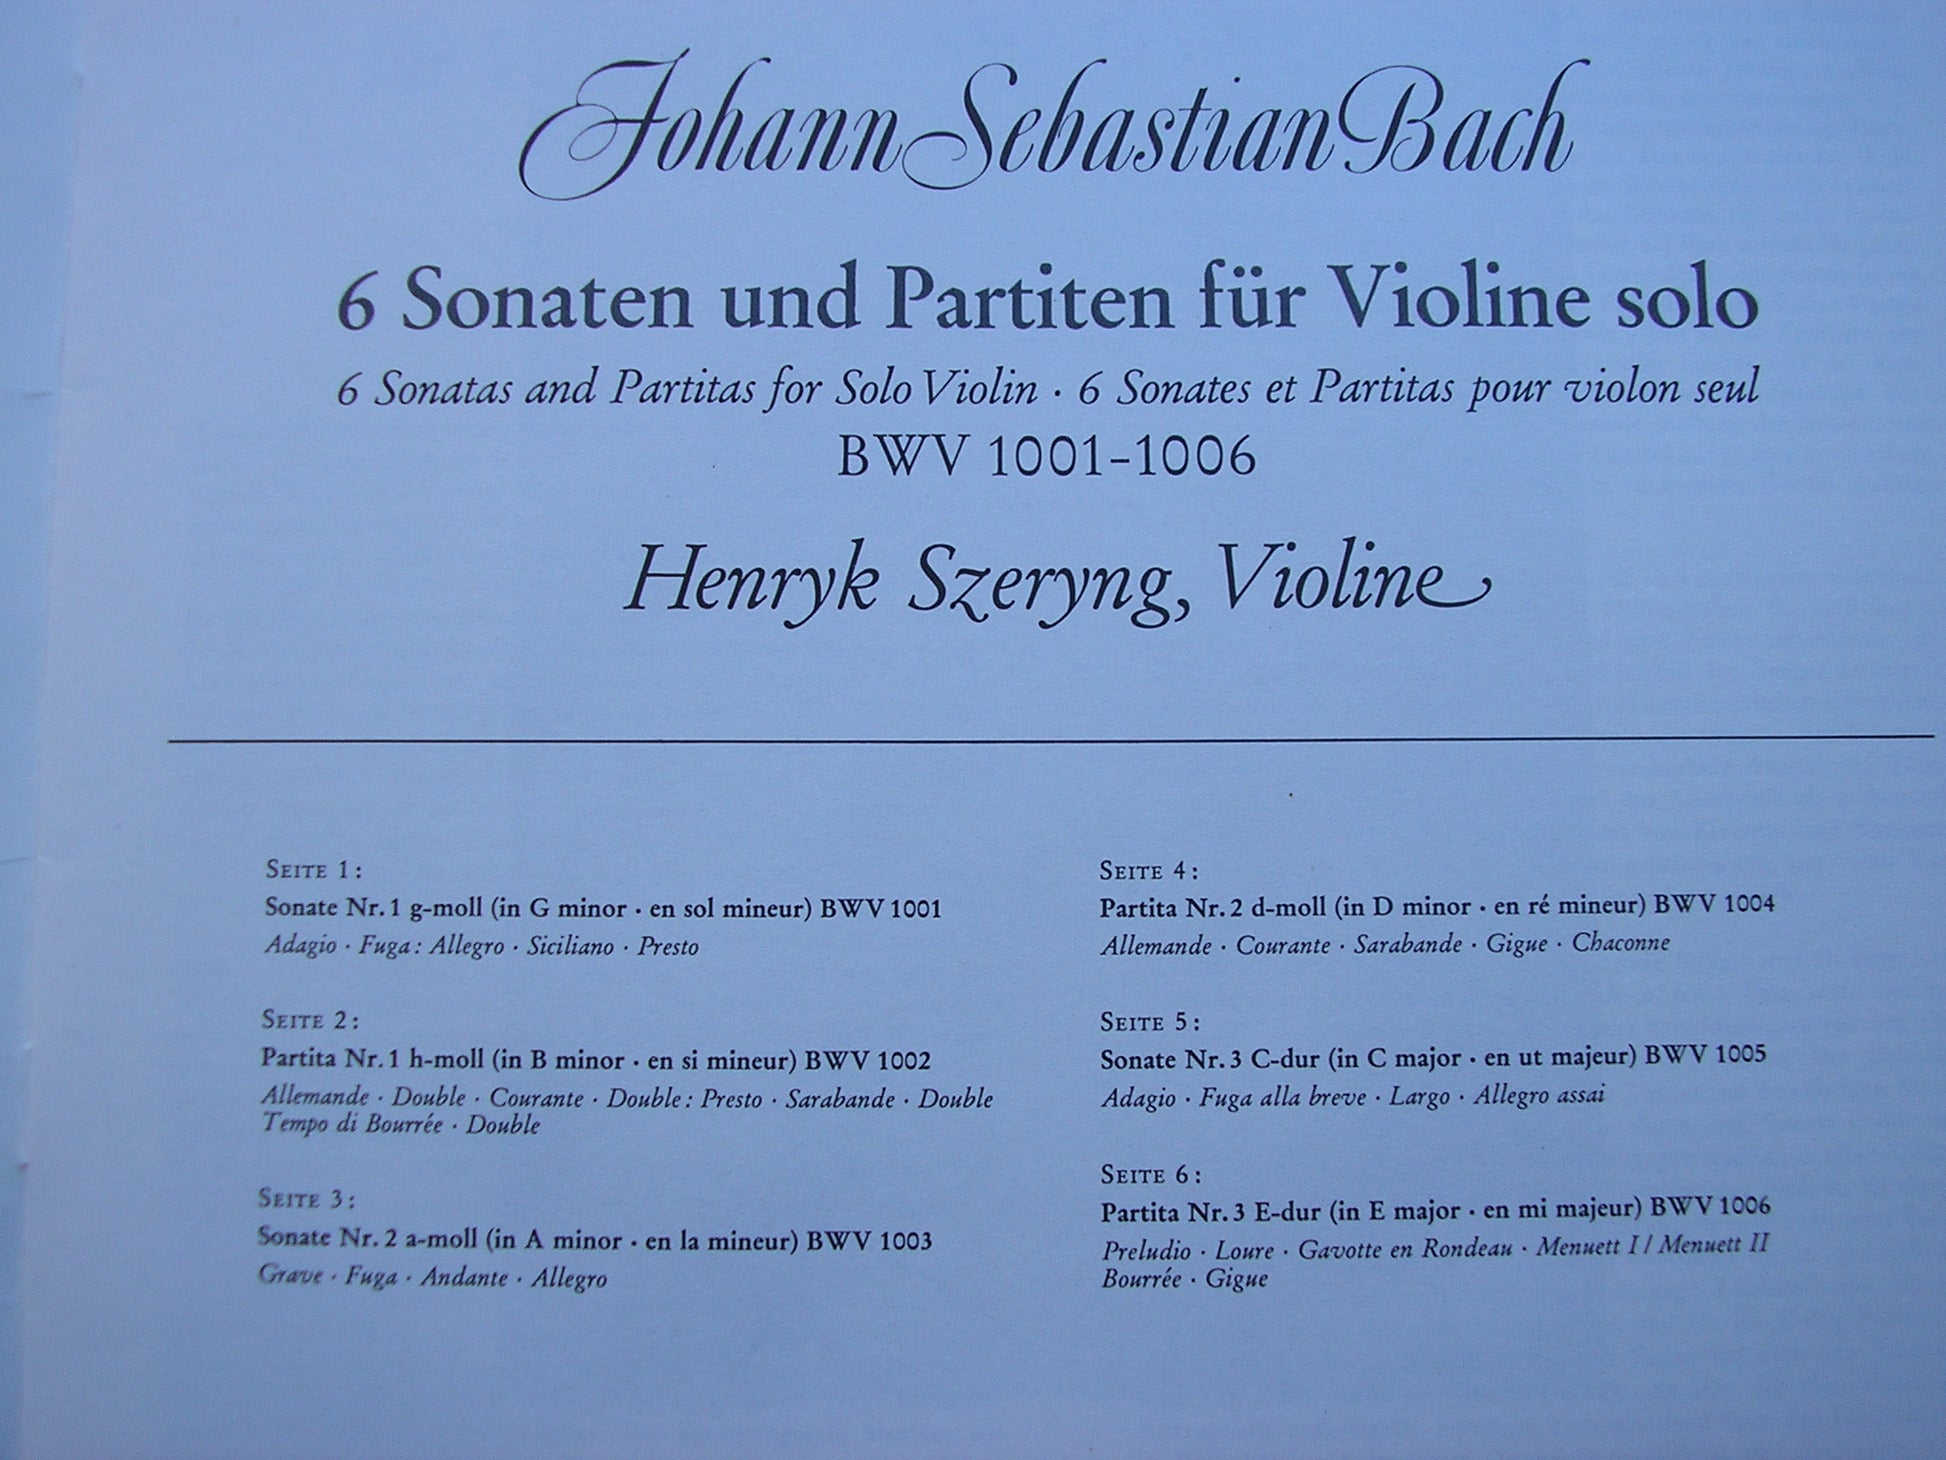 Johann Sebastian Bach
6 Sonaten und Partiten für Violine solo
6 Sonatas and Partitas for Solo Violin · 6 Sonates et Partitas pour violon seul
BWV 1001–1006
Henryk Szeryng, Violine
SEITE 1:
Sonate Nr. 1 g-moll (in G minor · en sol mineur) BWV 1001
Adagio · Fuga: Allegro · Siciliano · Presto
SEITE 2:
Partita Nr. 1 h-moll (in B minor · en si mineur) BWV 1002
Allemande · Double · Courante · Double: Presto · Sarabande · Double
Tempo di Bourrée · Double
SEITE 3:
Sonate Nr. 2 a-moll (in A minor · en la mineur) BWV 1003
Grave · Fuga · Andante · Allegro
SEITE 4:
Partita Nr. 2 d-moll (in D minor · en ré mineur) BWV 1004
Allemande · Courante · Sarabande · Gigue · Chaconne
SEITE 5:
Sonate Nr. 3 C-dur (in C major · en ut majeur) BWV 1005
Adagio · Fuga alla breve · Largo · Allegro assai
SEITE 6:
Partita Nr. 3 E-dur (in E major · en mi majeur) BWV 1006
Preludio · Loure · Gavotte en Rondeau · Menuett I / Menuett II
Bourrée · Gigue